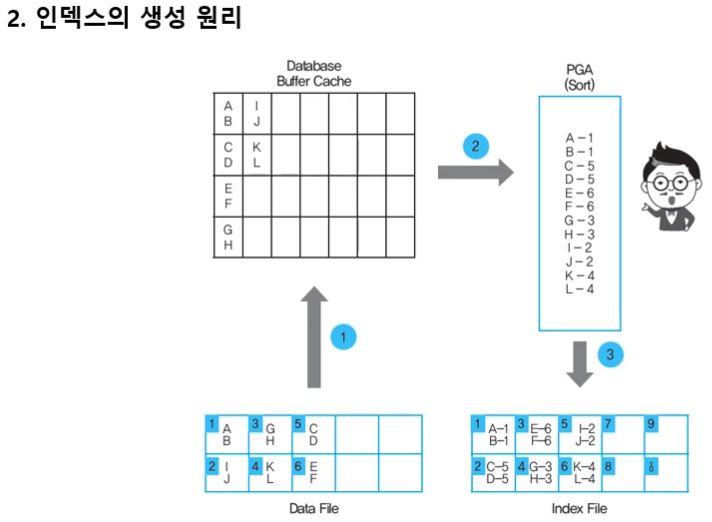 2. 인덱스의 생성 원리
Database
Buffer Cache
A
B
I
J
C
D
K
L
E
F
G
H
2
PGA
(Sort)
A-1
B-1
C-5
D-5
E-6
F-6
G-3
H-3
I-2
J-2
K-4
L-4
1
3
1
A
B
3
G
H
5
C
D
2
I
J
4
K
L
6
E
F
Data File
1
A-1
B-1
3
E-6
F-6
5
I-2
J-2
7
9
2
C-5
D-5
4
G-3
H-3
6
K-4
L-4
8
10
Index File